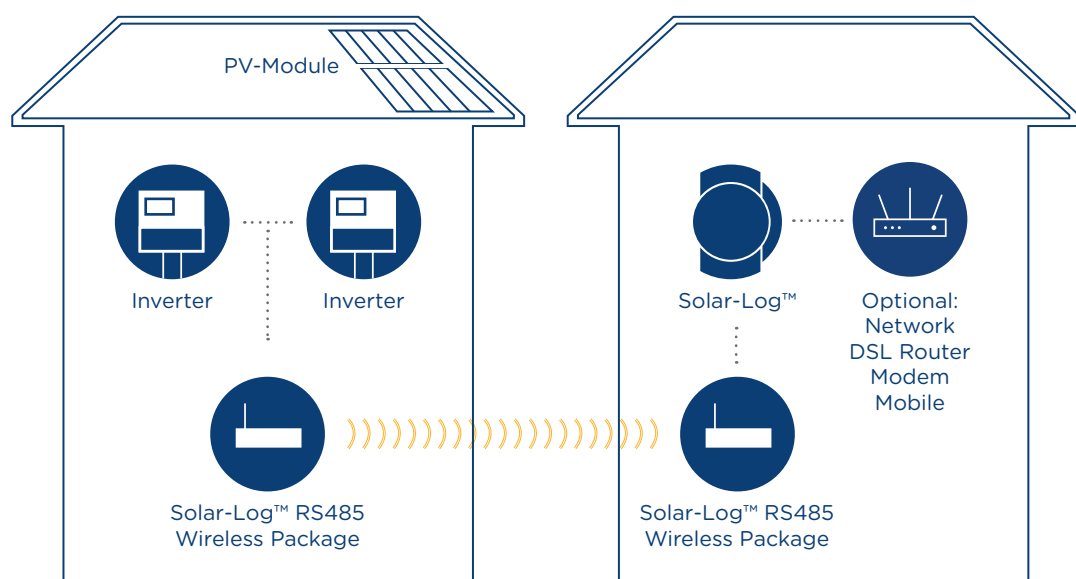 PV-Module
Inverter
Inverter
Solar-Log™ RS485
Wireless Package
Solar-Log™
Optional:
Network
DSL Router
Modem
Mobile
Solar-Log™ RS485
Wireless Package